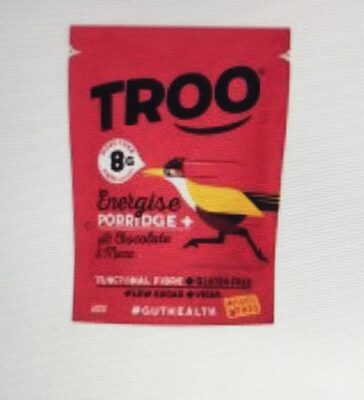 TROO
8G
Energise
PORRIDGE +
with Chocolate
& Maca
FUNCTIONAL FIBRE + GLUTEN FREE
+ LOW SUGAR + VEGAN
#GUTHEALTH